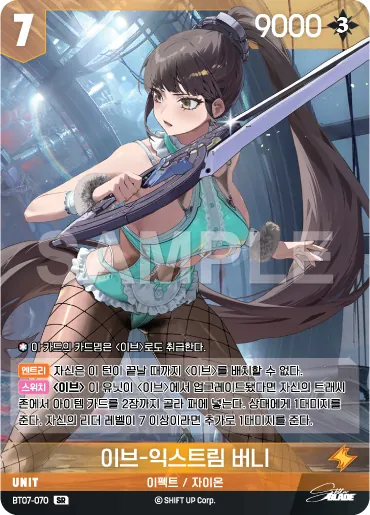 7
9000 3
SAMPLE
✽ 이 카드의 카드명은 <이브>로도 취급한다.
엔트리 자신은 이 턴이 끝날 때까지 <이브>를 배치할 수 없다.
스위치 <이브> 이 유닛이 <이브>에서 업그레이드됐다면 자신의 트래시
존에서 아이템 카드를 2장까지 골라 패에 넣는다. 상대에게 1대미지를
준다. 자신의 리더 레벨이 7 이상이라면 추가로 1대미지를 준다.
이브-익스트림 버니
UNIT
이펙트 / 자이온
BT07-070 SR
© SHIFT UP Corp.
Stellar BLADE